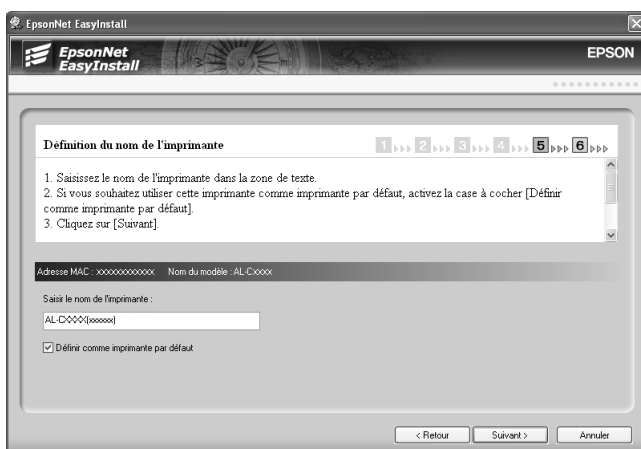 EpsonNet EasyInstall
EpsonNet
EasyInstall
EPSON
Définition du nom de l'imprimante
1 2 3 4 5 6
1. Saisissez le nom de l'imprimante dans la zone de texte.
2. Si vous souhaitez utiliser cette imprimante comme imprimante par défaut, activez la case à cocher [Définir
comme imprimante par défaut].
3. Cliquez sur [Suivant].
Adresse MAC : xxxxxxxxxxxx Nom du modèle : AL-Cxxxx
Saisir le nom de l'imprimante :
AL-CXXXX(xxxxxx)
Définir comme imprimante par défaut
< Retour Suivant > Annuler